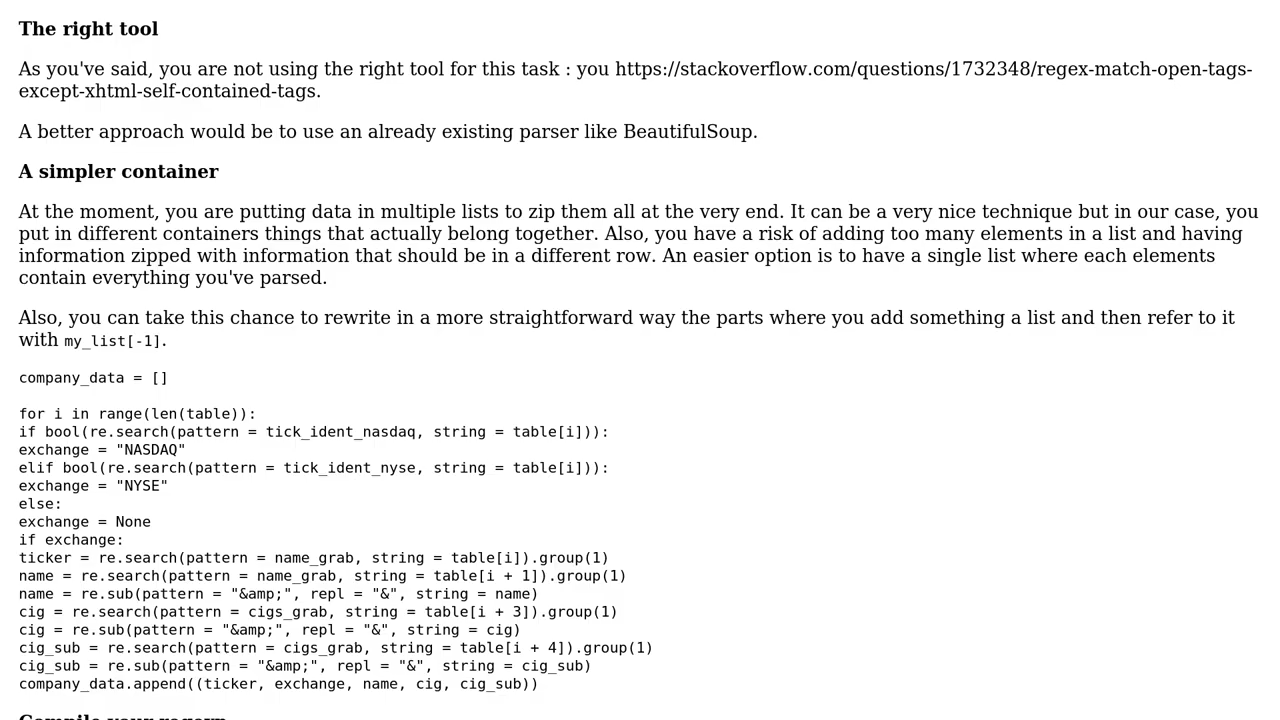 The right tool
As you've said, you are not using the right tool for this task : you https://stackoverflow.com/questions/1732348/regex-match-open-tags-
except-xhtml-self-contained-tags.
A better approach would be to use an already existing parser like BeautifulSoup.
A simpler container
At the moment, you are putting data in multiple lists to zip them all at the very end. It can be a very nice technique but in our case, you
put in different containers things that actually belong together. Also, you have a risk of adding too many elements in a list and having
information zipped with information that should be in a different row. An easier option is to have a single list where each elements
contain everything you've parsed.
Also, you can take this chance to rewrite in a more straightforward way the parts where you add something a list and then refer to it
with my_list[-1].
company_data = []
for i in range(len(table)):
if bool(re.search(pattern = tick_ident_nasdaq, string = table[i])):
exchange = "NASDAQ"
elif bool(re.search(pattern = tick_ident_nyse, string = table[i])):
exchange = "NYSE"
else:
exchange = None
if exchange:
ticker = re.search(pattern = name_grab, string = table[i]).group(1)
name = re.search(pattern = name_grab, string = table[i + 1]).group(1)
name = re.sub(pattern = "&amp;", repl = "&", string = name)
cig = re.search(pattern = cigs_grab, string = table[i + 3]).group(1)
cig = re.sub(pattern = "&amp;", repl = "&", string = cig)
cig_sub = re.search(pattern = cigs_grab, string = table[i + 4]).group(1)
cig_sub = re.sub(pattern = "&amp;", repl = "&", string = cig_sub)
company_data.append((ticker, exchange, name, cig, cig_sub))